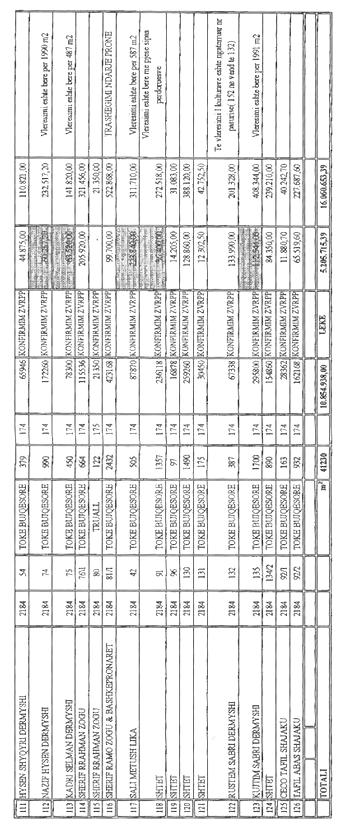 111 HYSEN SHYQYRI DERMYSHI 2184 54 TOKE BUJQESORE 379 174 65946 KONFIRMIM ZVRPP 44.875,00 110.821,00
112 NAZIF HYSEN DERMYSHI 2184 74 TOKE BUJQESORE 990 174 172260 KONFIRMIM ZVRPP 232.517,20 Vleresimi eshte bere per 1990 m2
113 KADRI SELMAN DERMYSHI 2184 75 TOKE BUJQESORE 450 174 78300 KONFIRMIM ZVRPP 141.820,00 Vleresimi eshte bere per 487 m2
114 SHERIF RRAHMAN ZOGU 2184 76/1 TOKE BUJQESORE 664 174 115536 KONFIRMIM ZVRPP 205.920,00 321.456,00
115 SHERIF RRAHMAN ZOGU 2184 80 TRUALL 122 175 21350 KONFIRMIM ZVRPP - 21.350,00
116 SHERIF RAMO ZOGU & BASHKEPRONARET 2184 81/1 TOKE BUJQESORE 2432 174 423168 KONFIRMIM ZVRPP 99.700,00 522.868,00 TRASHEGIMI NDARJE PRONE
117 SALI METUSH LIKA 2184 42 TOKE BUJQESORE 505 174 87870 KONFIRMIM ZVRPP 311.710,00 Vleresimi eshte bere per 587 m2
118 SHTET 2184 91 TOKE BUJQESORE 1357 174 236118 KONFIRMIM ZVRPP 272.518,00 Vleresimi eshte bere me pjese sipas perdoruesve
119 SHTET 2184 96 TOKE BUJQESORE 97 174 16878 KONFIRMIM ZVRPP 14.205,00 31.083,00
120 SHTET 2184 130 TOKE BUJQESORE 1490 174 259260 KONFIRMIM ZVRPP 128.860,00 388.120,00
121 SHTET 2184 131 TOKE BUJQESORE 175 174 30450 KONFIRMIM ZVRPP 12.302,50 42.752,50
122 RUSTEM SABRI DERMYSHI 2184 132 TOKE BUJQESORE 387 174 67338 KONFIRMIM ZVRPP 133.990,00 201.328,00 Te vleresimi I kulturave eshte ngaterruar nr pasurise( 152 ne vend te 132)
123 KUJTIM SABRI DERMYSHI 2184 135 TOKE BUJQESORE 1700 174 295800 KONFIRMIM ZVRPP 408.344,00 Vleresimi eshte bere per 1991 m2
124 SHTET 2184 134/2 TOKE BUJQESORE 890 174 154860 KONFIRMIM ZVRPP 84.350,00 239.210,00
125 CECO TAFIL SHAJAKU 2184 92/1 TOKE BUJQESORE 163 174 28362 KONFIRMIM ZVRPP 11.880,70 40.242,70
126 TAFIL ABAS SHAJAKU 2184 92/2 TOKE BUJQESORE 932 174 162168 KONFIRMIM ZVRPP 65.519,60 227.687,60
TOTALI m² 41230 10.854.938,00 LEKE 5.205.715,39 16.060.653,39